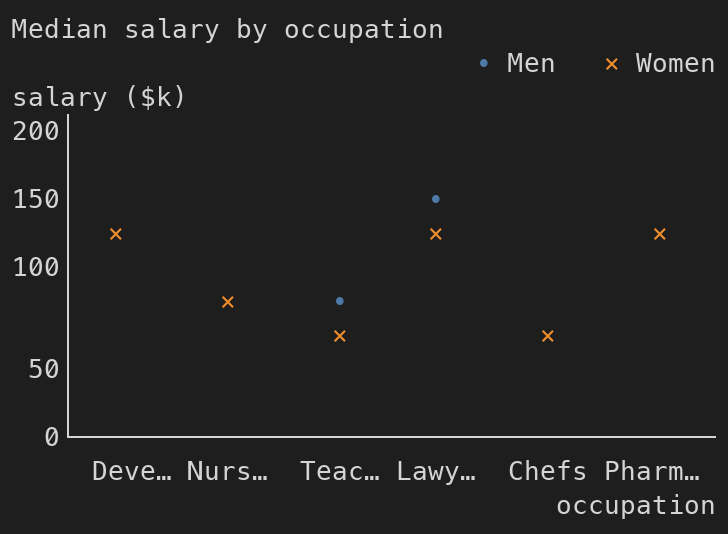 Median salary by occupation
• Men × Women
salary ($k)
200
150
100
50
0
Deve… Nurs… Teac… Lawy… Chefs Pharm…
occupation